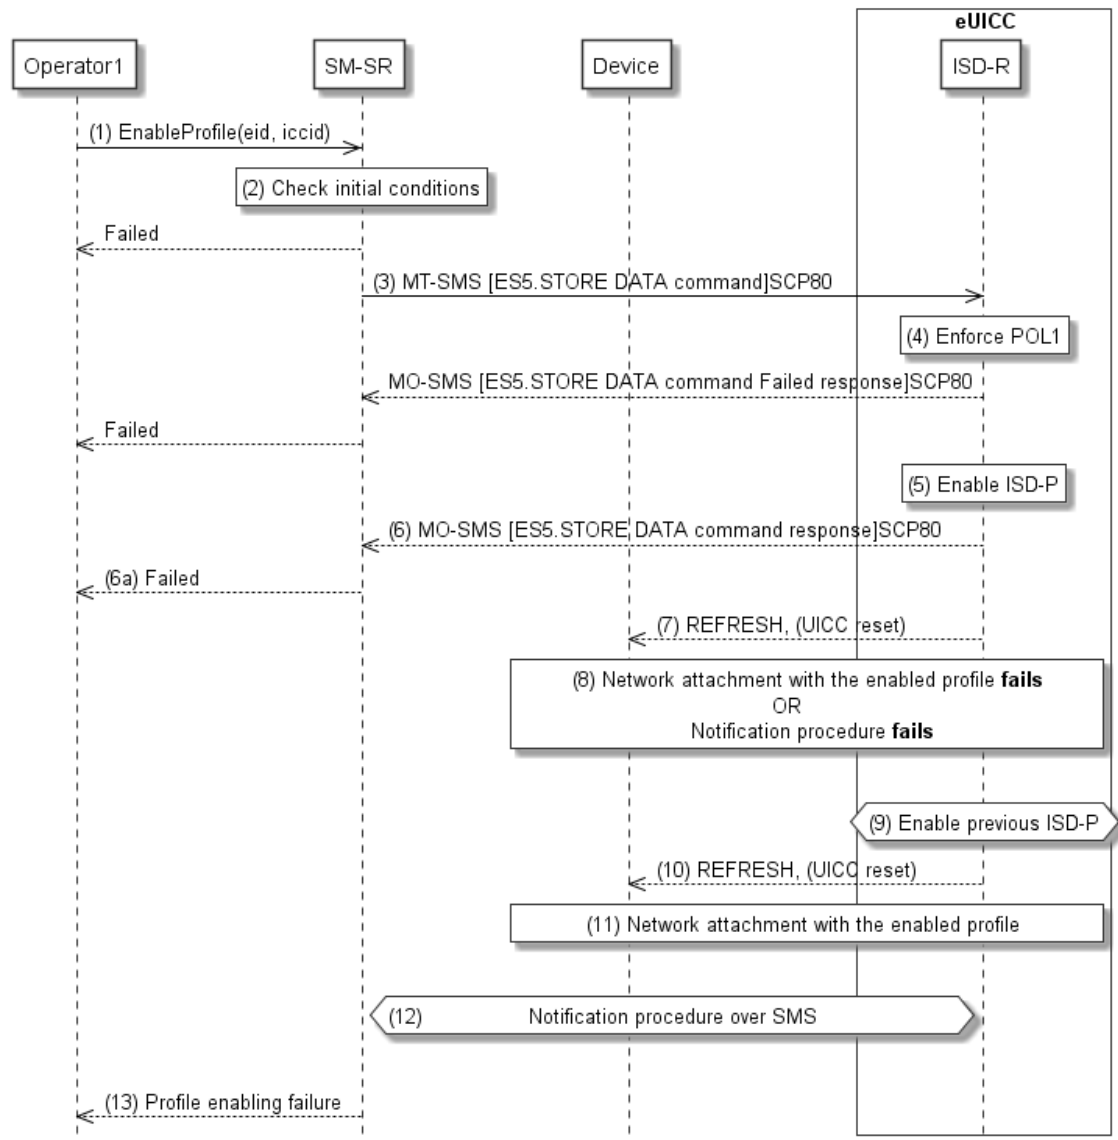 eUICC
Operator1
SM-SR
Device
ISD-R
(1) EnableProfile(eid, iccid)
(2) Check initial conditions
Failed
(3) MT-SMS [ES5.STORE DATA command]SCP80
(4) Enforce POL1
MO-SMS [ES5.STORE DATA command Failed response]SCP80
Failed
(5) Enable ISD-P
(6) MO-SMS [ES5.STORE DATA command response]SCP80
(6a) Failed
(7) REFRESH, (UICC reset)
(8) Network attachment with the enabled profile fails
OR
Notification procedure fails
(9) Enable previous ISD-P
(10) REFRESH, (UICC reset)
(11) Network attachment with the enabled profile
(12) Notification procedure over SMS
(13) Profile enabling failure